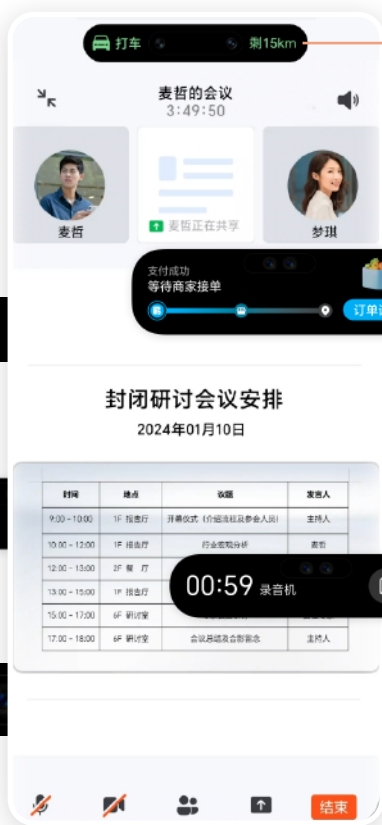 打车 剩15km
麦哲的会议
3:49:50
麦哲
麦哲正在共享
梦琪
支付成功
等待商家接单
封闭研讨会议安排
2024年01月10日
时间 地点 议题 发言人
9:00 - 10:00 1F 报告厅 开幕仪式（介绍流程及参会人员） 主持人
10:00 - 12:00 1F 报告厅 行业宏观分析 麦哲
12:00 - 13:00 2F 餐 厅
13:00 - 15:00 1F 报告厅
00:59 录音机
15:00 - 17:00 6F 研讨室
17:00 - 18:00 6F 研讨室 会议总结及合影留念 主持人
结束